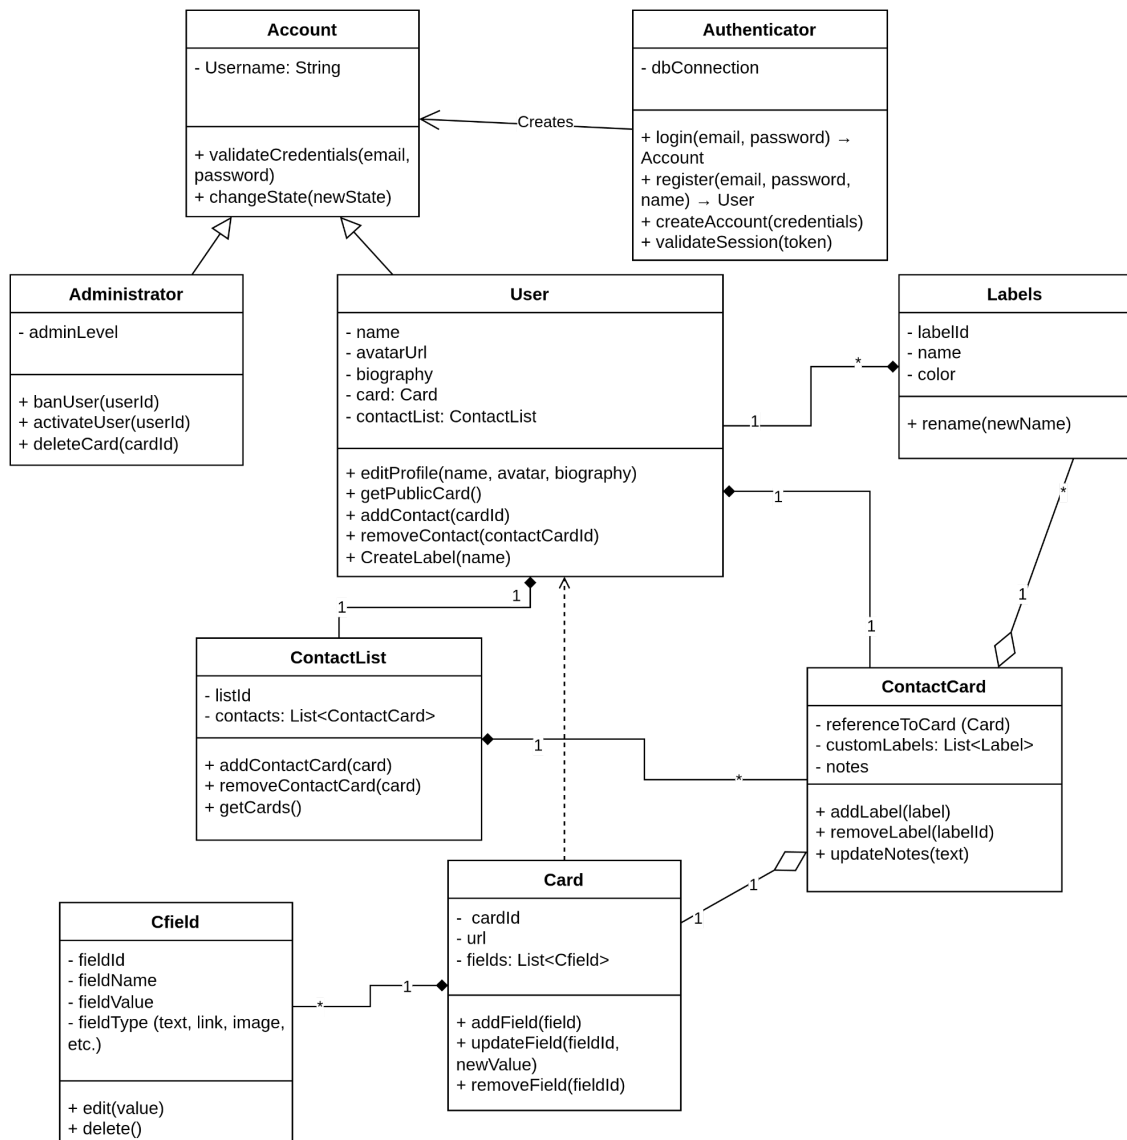 Account
- Username: String
+ validateCredentials(email,
password)
+ changeState(newState)
Authenticator
- dbConnection
+ login(email, password) →
Account
+ register(email, password,
name) → User
+ createAccount(credentials)
+ validateSession(token)
Creates
Administrator
- adminLevel
+ banUser(userId)
+ activateUser(userId)
+ deleteCard(cardId)
User
- name
- avatarUrl
- biography
- card: Card
- contactList: ContactList
+ editProfile(name, avatar, biography)
+ getPublicCard()
+ addContact(cardId)
+ removeContact(contactCardId)
+ CreateLabel(name)
Labels
- labelId
- name
- color
+ rename(newName)
*
1
1
*
1
1
1
1
ContactList
- listId
- contacts: List<ContactCard>
+ addContactCard(card)
+ removeContactCard(card)
+ getCards()
1
*
ContactCard
- referenceToCard (Card)
- customLabels: List<Label>
- notes
+ addLabel(label)
+ removeLabel(labelId)
+ updateNotes(text)
1
1
Card
- cardId
- url
- fields: List<Cfield>
+ addField(field)
+ updateField(fieldId,
newValue)
+ removeField(fieldId)
1
*
Cfield
- fieldId
- fieldName
- fieldValue
- fieldType (text, link, image,
etc.)
+ edit(value)
+ delete()